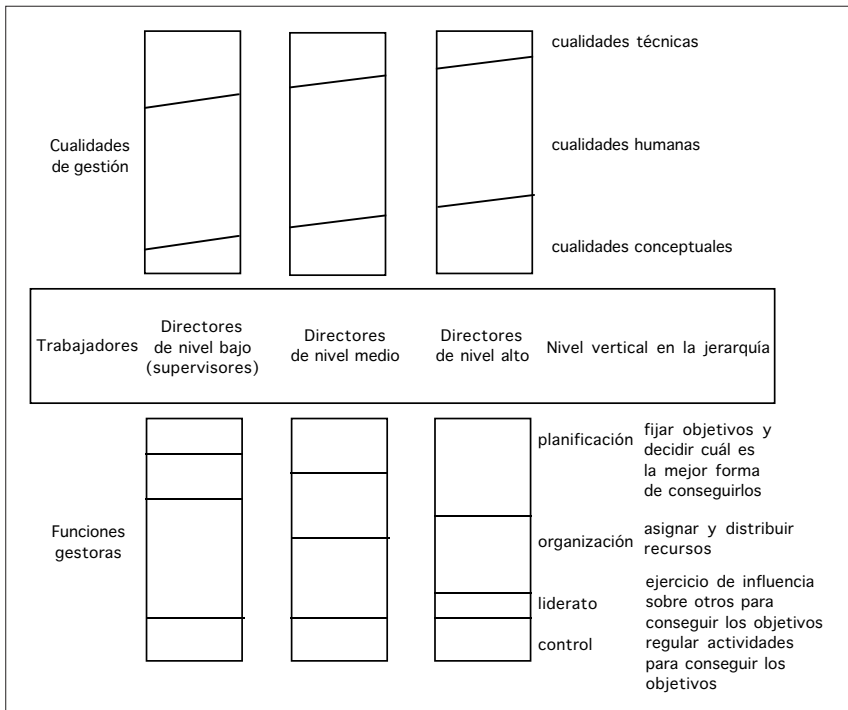 cualidades técnicas
Cualidades
de gestión
cualidades humanas
cualidades conceptuales
Trabajadores
Directores
de nivel bajo
(supervisores)
Directores
de nivel medio
Directores
de nivel alto
Nivel vertical en la jerarquía
Funciones
gestoras
planificación
fijar objetivos y
decidir cuál es
la mejor forma
de conseguirlos
organización
asignar y distribuir
recursos
liderato
ejercicio de influencia
sobre otros para
conseguir los objetivos
control
regular actividades
para conseguir los
objetivos